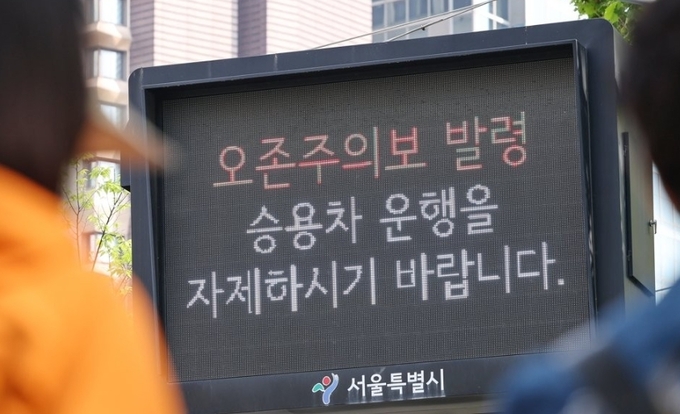 오존주의보 발령
승용차 운행을
자제하시기 바랍니다.
서울특별시